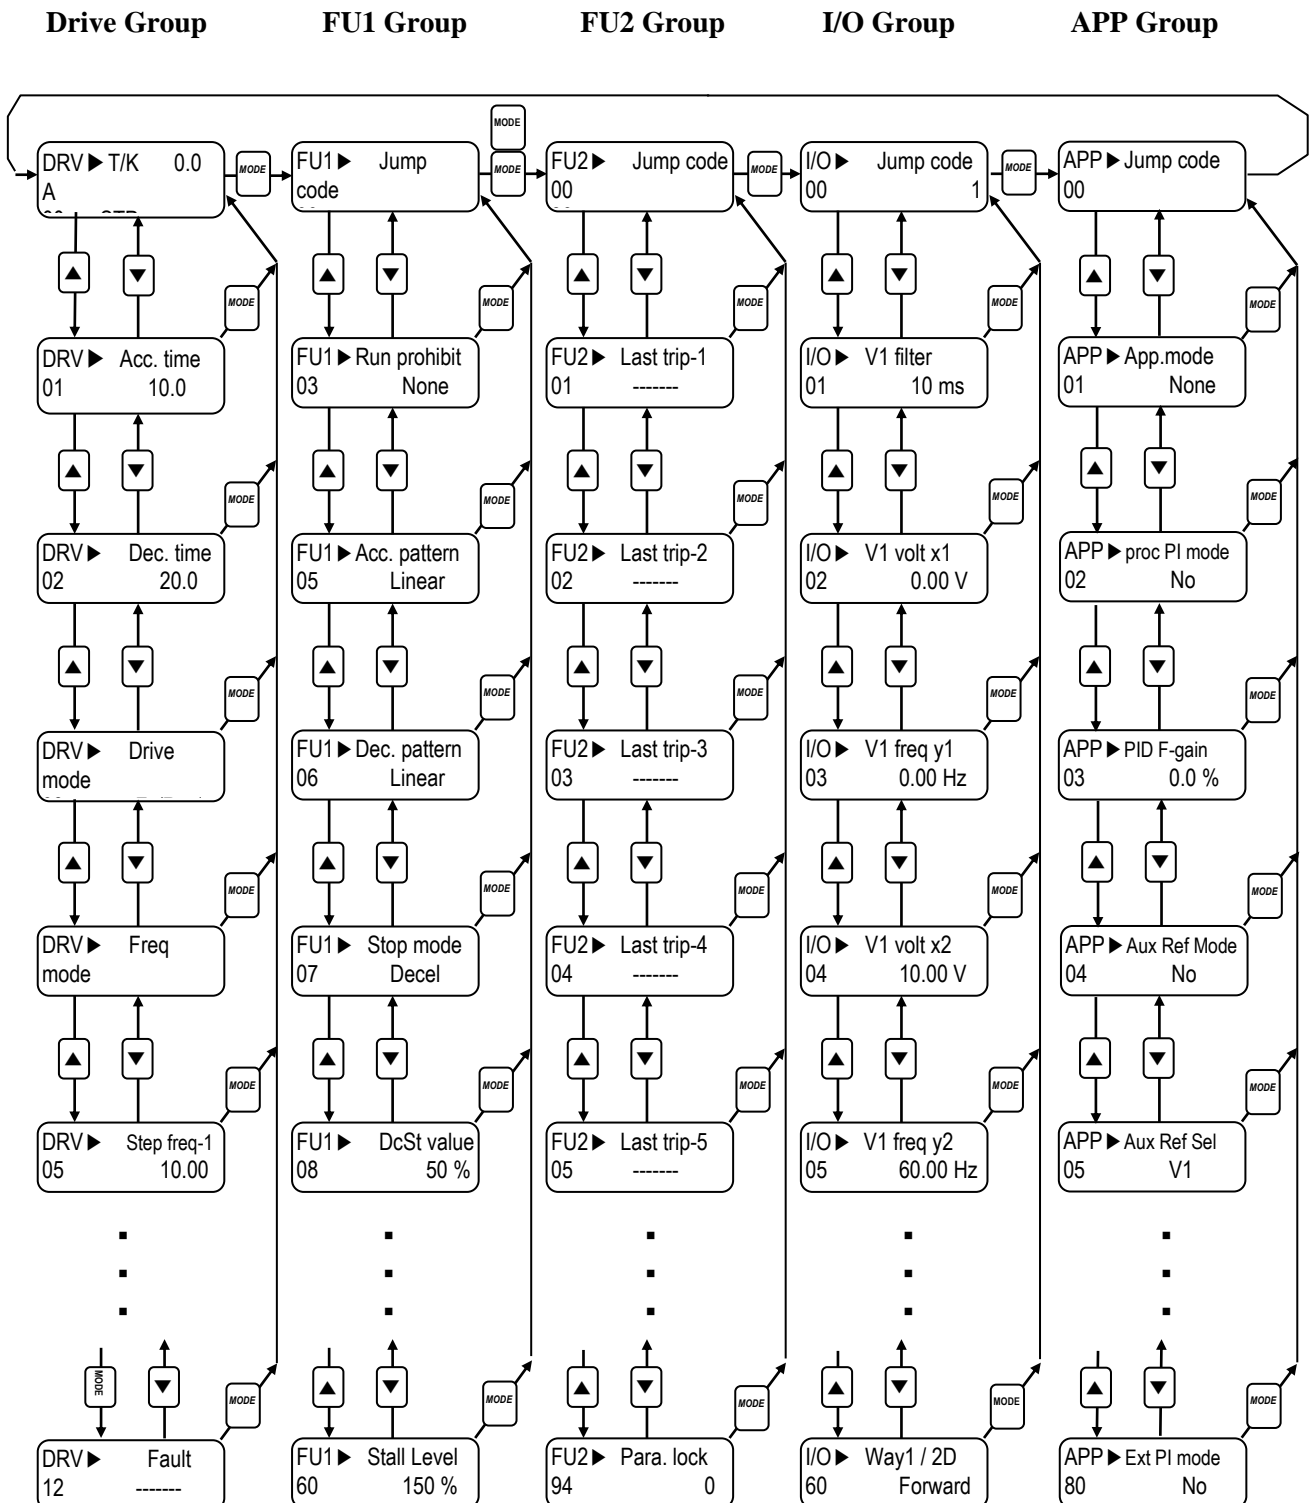 Drive Group FU1 Group FU2 Group I/O Group APP Group
MODE
DRV▶ T/K 0.0
A
MODE
FU1▶ Jump
code
MODE
FU2▶ Jump code
00
MODE
I/O▶ Jump code
00 1
MODE
APP▶ Jump code
00
▲ ▼ MODE ▲ ▼ MODE ▲ ▼ MODE ▲ ▼ MODE ▲ ▼ MODE
DRV▶ Acc. time
01 10.0
FU1▶ Run prohibit
03 None
FU2▶ Last trip-1
01 -------
I/O▶ V1 filter
01 10 ms
APP▶ App.mode
01 None
▲ ▼ MODE ▲ ▼ MODE ▲ ▼ MODE ▲ ▼ MODE ▲ ▼ MODE
DRV▶ Dec. time
02 20.0
FU1▶ Acc. pattern
05 Linear
FU2▶ Last trip-2
02 -------
I/O▶ V1 volt x1
02 0.00 V
APP▶ proc PI mode
02 No
▲ ▼ MODE ▲ ▼ MODE ▲ ▼ MODE ▲ ▼ MODE ▲ ▼ MODE
DRV▶ Drive
mode
FU1▶ Dec. pattern
06 Linear
FU2▶ Last trip-3
03 -------
I/O▶ V1 freq y1
03 0.00 Hz
APP▶ PID F-gain
03 0.0 %
▲ ▼ MODE ▲ ▼ MODE ▲ ▼ MODE ▲ ▼ MODE ▲ ▼ MODE
DRV▶ Freq
mode
FU1▶ Stop mode
07 Decel
FU2▶ Last trip-4
04 -------
I/O▶ V1 volt x2
04 10.00 V
APP▶ Aux Ref Mode
04 No
▲ ▼ MODE ▲ ▼ MODE ▲ ▼ MODE ▲ ▼ MODE ▲ ▼ MODE
DRV▶ Step freq-1
05 10.00
FU1▶ DcSt value
08 50 %
FU2▶ Last trip-5
05 -------
I/O▶ V1 freq y2
05 60.00 Hz
APP▶ Aux Ref Sel
05 V1
MODE ▼ MODE ▲ ▼ MODE ▲ ▼ MODE ▲ ▼ MODE ▲ ▼ MODE
DRV▶ Fault
12 -------
FU1▶ Stall Level
60 150 %
FU2▶ Para. lock
94 0
I/O▶ Way1 / 2D
60 Forward
APP▶ Ext PI mode
80 No